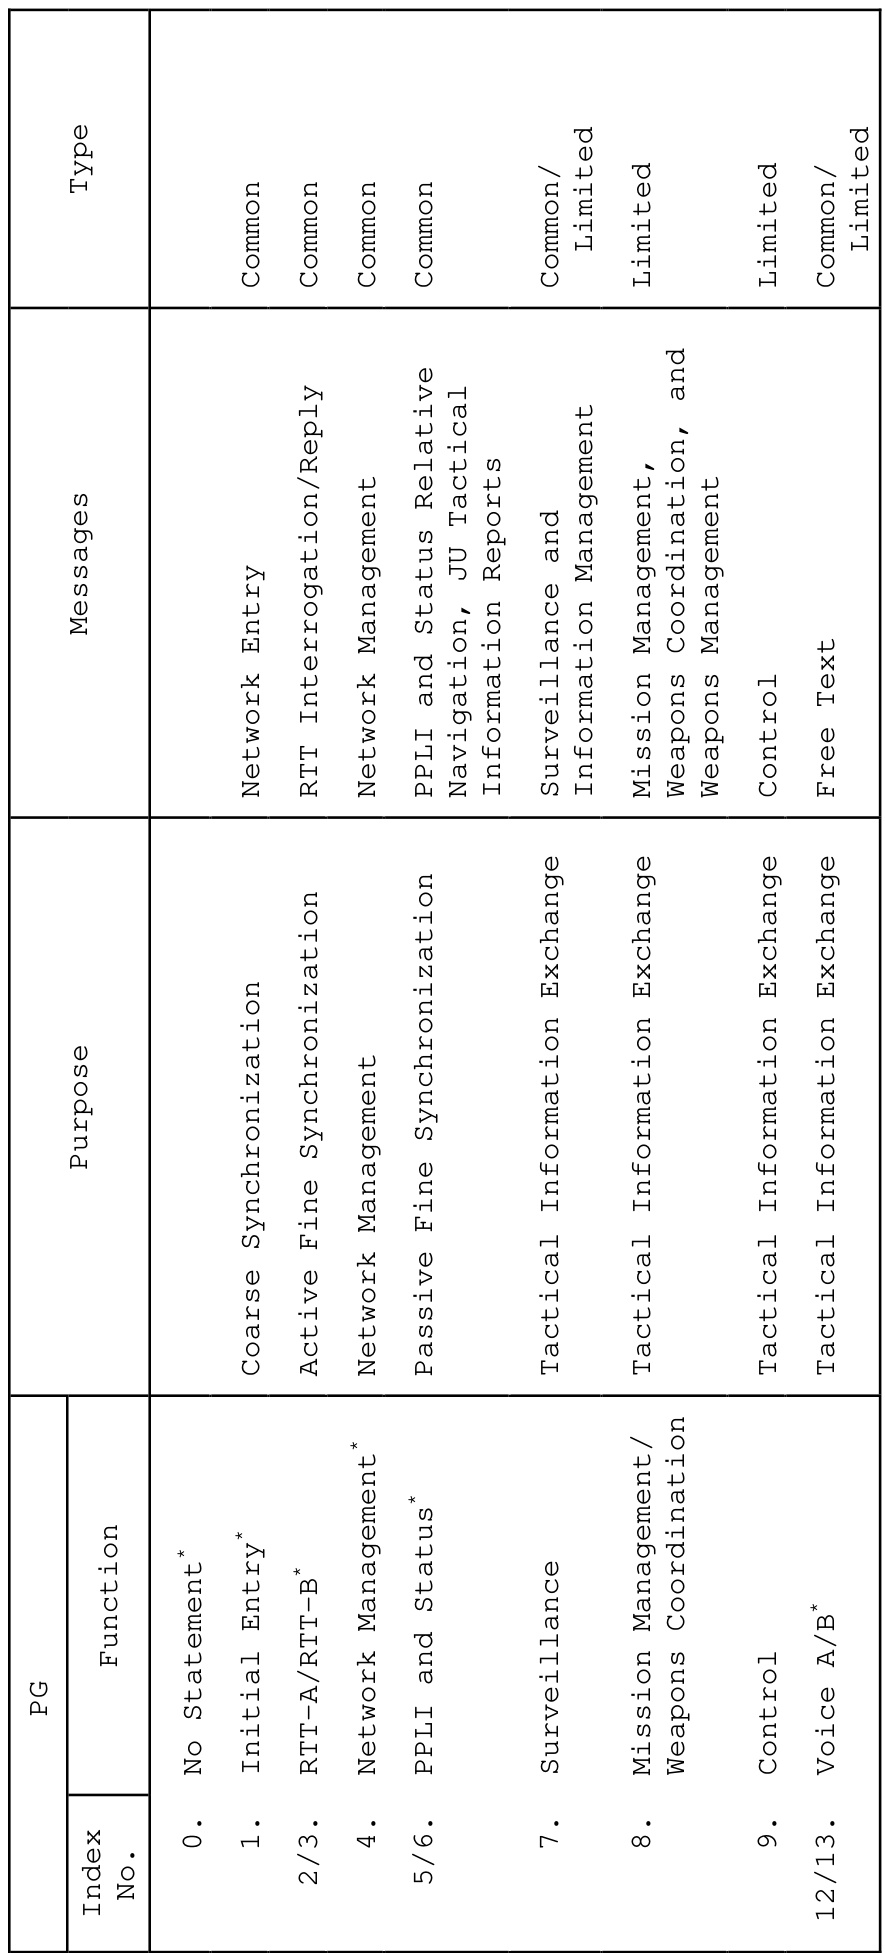 PG
Index
No.
Function
Purpose
Messages
Type
0. No Statement*
1. Initial Entry* Coarse Synchronization Network Entry Common
2/3. RTT-A/RTT-B* Active Fine Synchronization RTT Interrogation/Reply Common
4. Network Management* Network Management Network Management Common
5/6. PPLI and Status* Passive Fine Synchronization PPLI and Status Relative Common
Navigation, JU Tactical
Information Reports
7. Surveillance Tactical Information Exchange Surveillance and Common/
Information Management Limited
8. Mission Management/ Tactical Information Exchange Mission Management, Limited
Weapons Coordination Weapons Coordination, and
Weapons Management
9. Control Tactical Information Exchange Control Limited
12/13. Voice A/B* Tactical Information Exchange Free Text Common/
Limited